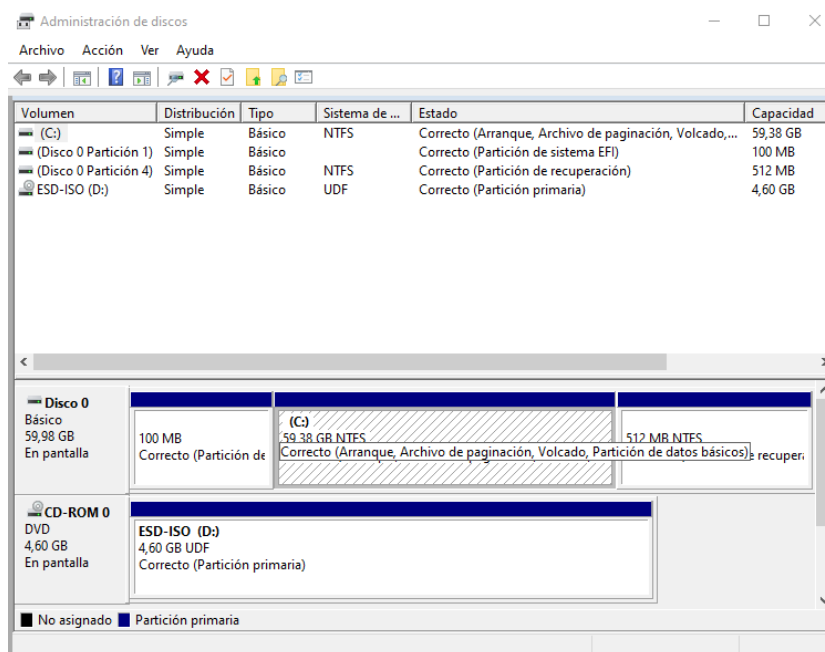 Administración de discos
Archivo Acción Ver Ayuda
Volumen Distribución Tipo Sistema de ... Estado Capacidad
(C:) Simple Básico NTFS Correcto (Arranque, Archivo de paginación, Volcado,... 59,38 GB
(Disco 0 Partición 1) Simple Básico Correcto (Partición de sistema EFI) 100 MB
(Disco 0 Partición 4) Simple Básico NTFS Correcto (Partición de recuperación) 512 MB
ESD-ISO (D:) Simple Básico UDF Correcto (Partición primaria) 4,60 GB
Disco 0
Básico
59,98 GB
En pantalla
100 MB
Correcto (Partición de
(C:)
59,38 GB NTFS
Correcto (Arranque, Archivo de paginación, Volcado, Partición de datos básicos)
512 MB NTFS
e recuper
CD-ROM 0
DVD
4,60 GB
En pantalla
ESD-ISO (D:)
4,60 GB UDF
Correcto (Partición primaria)
No asignado Partición primaria